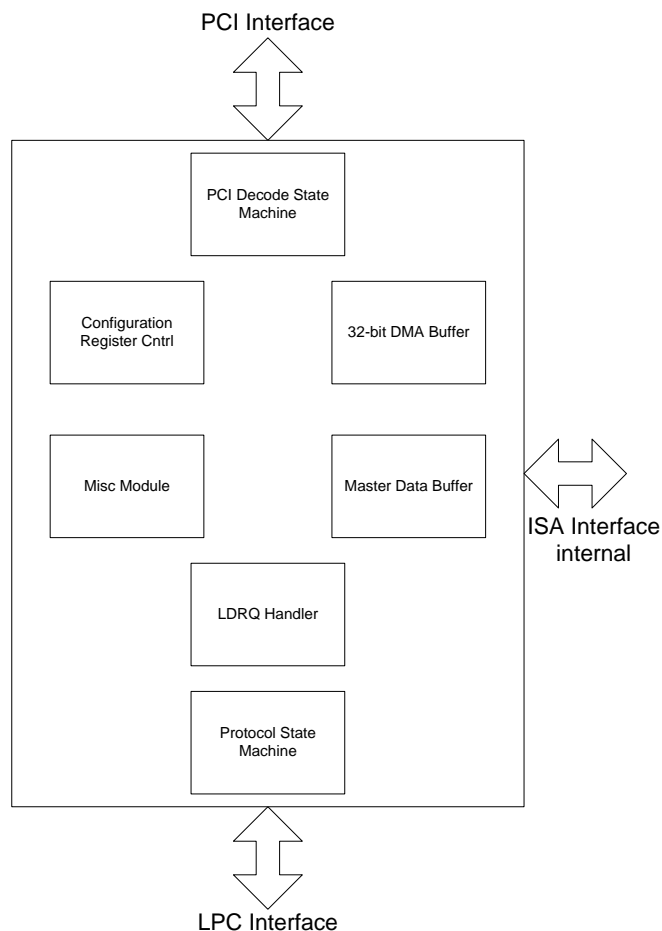 PCI Interface
PCI Decode State
Machine
Configuration
Register Cntrl
32-bit DMA Buffer
Misc Module
Master Data Buffer
ISA Interface
internal
LDRQ Handler
Protocol State
Machine
LPC Interface